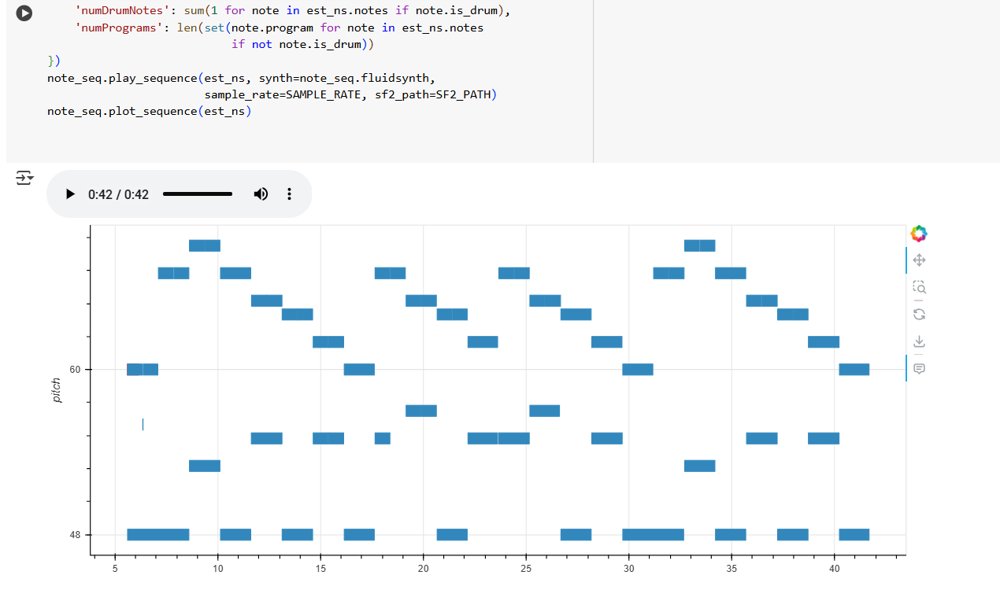 'numDrumNotes': sum(1 for note in est_ns.notes if note.is_drum),
'numPrograms': len(set(note.program for note in est_ns.notes
if not note.is_drum))
})
note_seq.play_sequence(est_ns, synth=note_seq.fluidsynth,
sample_rate=SAMPLE_RATE, sf2_path=SF2_PATH)
note_seq.plot_sequence(est_ns)
0:42 / 0:42
60
pitch
48
5 10 15 20 25 30 35 40